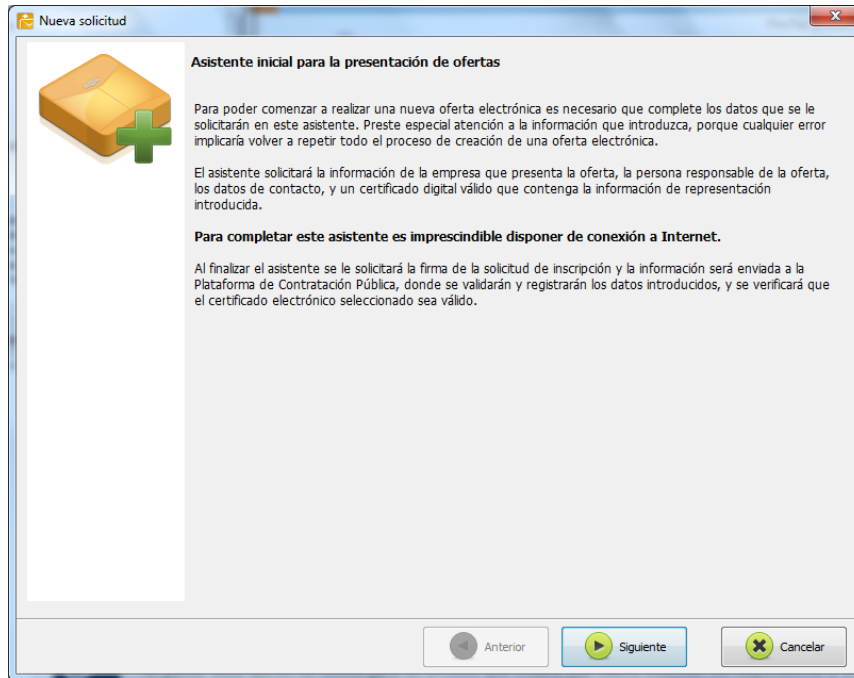 Nueva solicitud
Asistente inicial para la presentación de ofertas
Para poder comenzar a realizar una nueva oferta electrónica es necesario que complete los datos que se le
solicitarán en este asistente. Preste especial atención a la información que introduzca, porque cualquier error
implicaría volver a repetir todo el proceso de creación de una oferta electrónica.
El asistente solicitará la información de la empresa que presenta la oferta, la persona responsable de la oferta,
los datos de contacto, y un certificado digital válido que contenga la información de representación
introducida.
Para completar este asistente es imprescindible disponer de conexión a Internet.
Al finalizar el asistente se le solicitará la firma de la solicitud de inscripción y la información será enviada a la
Plataforma de Contratación Pública, donde se validarán y registrarán los datos introducidos, y se verificará que
el certificado electrónico seleccionado sea válido.
Anterior
Siguiente
Cancelar